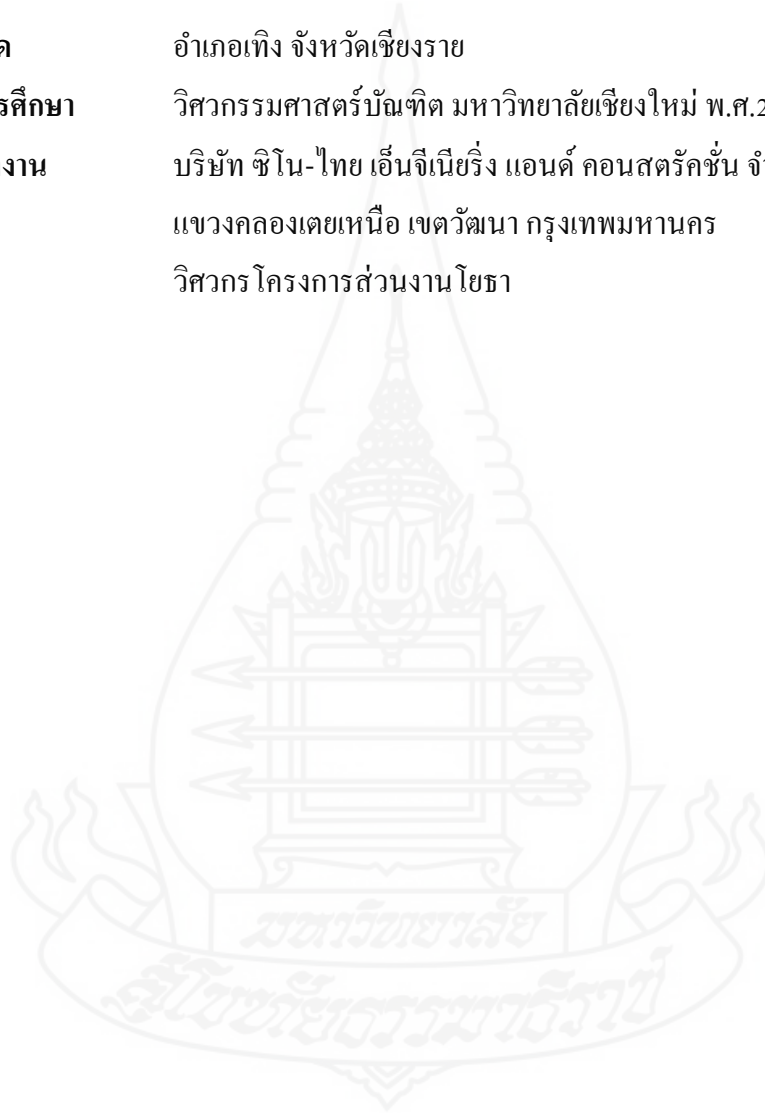 ด อำเภอเทิง จังหวัดเชียงราย
รศึกษา วิศวกรรมศาสตร์บัณฑิต มหาวิทยาลัยเชียงใหม่ พ.ศ.2
งาน บริษัท ซิโน-ไทย เอ็นจีเนียริ่ง แอนด์ คอนสตรัคชั่น จำ
แขวงคลองเตยเหนือ เขตวัฒนา กรุงเทพมหานคร
วิศวกรโครงการส่วนงานโยธา
มหาวิทยาลัย
สุโขทัยธรรมาธิราช